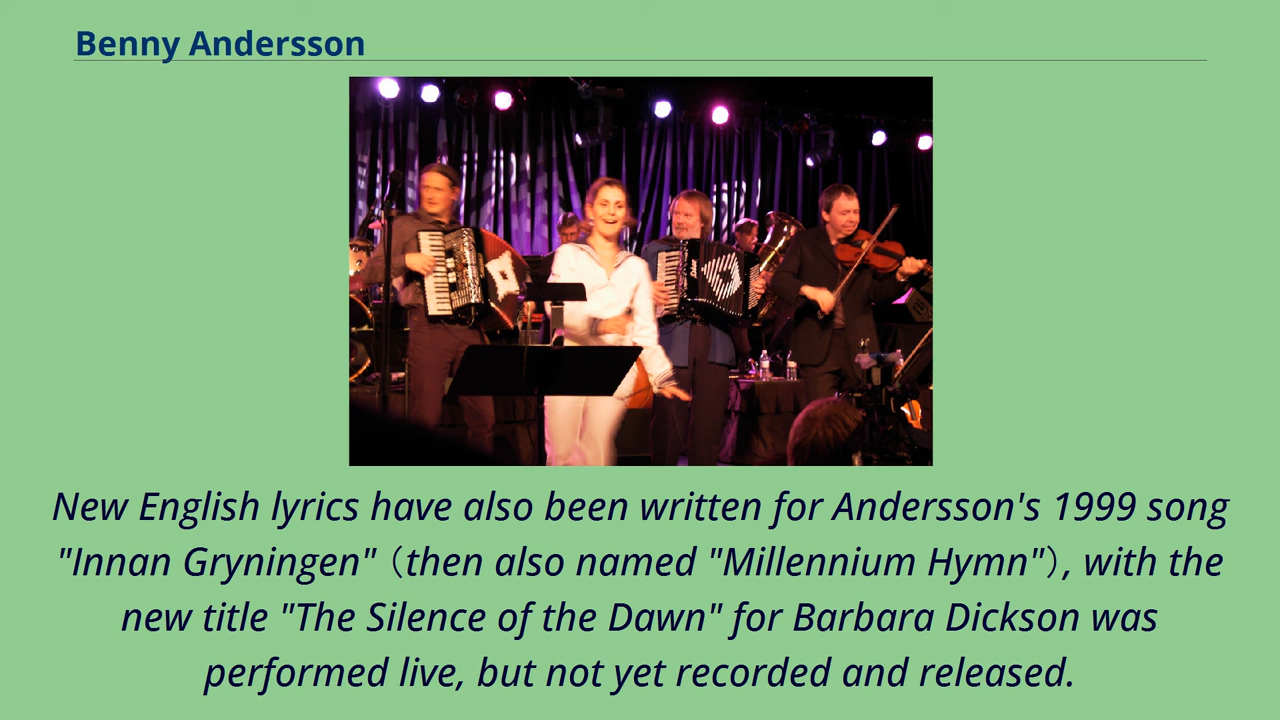 Benny Andersson
New English lyrics have also been written for Andersson's 1999 song
"Innan Gryningen" (then also named "Millennium Hymn"), with the
new title "The Silence of the Dawn" for Barbara Dickson was
performed live, but not yet recorded and released.